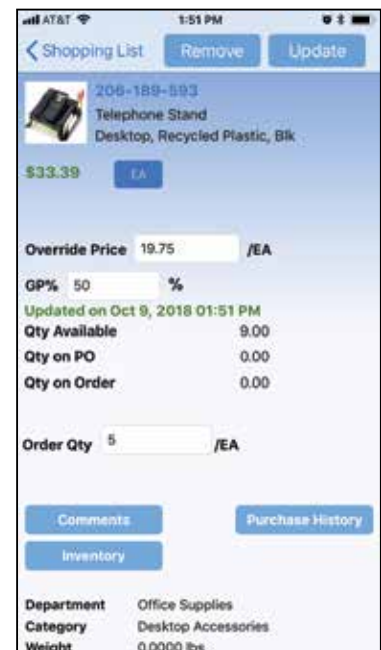 AT&T 1:51 PM
Shopping List Remove Update
206-189-593
Telephone Stand
Desktop, Recycled Plastic, Blk
$33.39 EA
Override Price 19.75 /EA
GP% 50 %
Updated on Oct 9, 2018 01:51 PM
Qty Available 9.00
Qty on PO 0.00
Qty on Order 0.00
Order Qty 5 /EA
Comments Purchase History
Inventory
Department Office Supplies
Category Desktop Accessories
Weight 0.0000 lbs